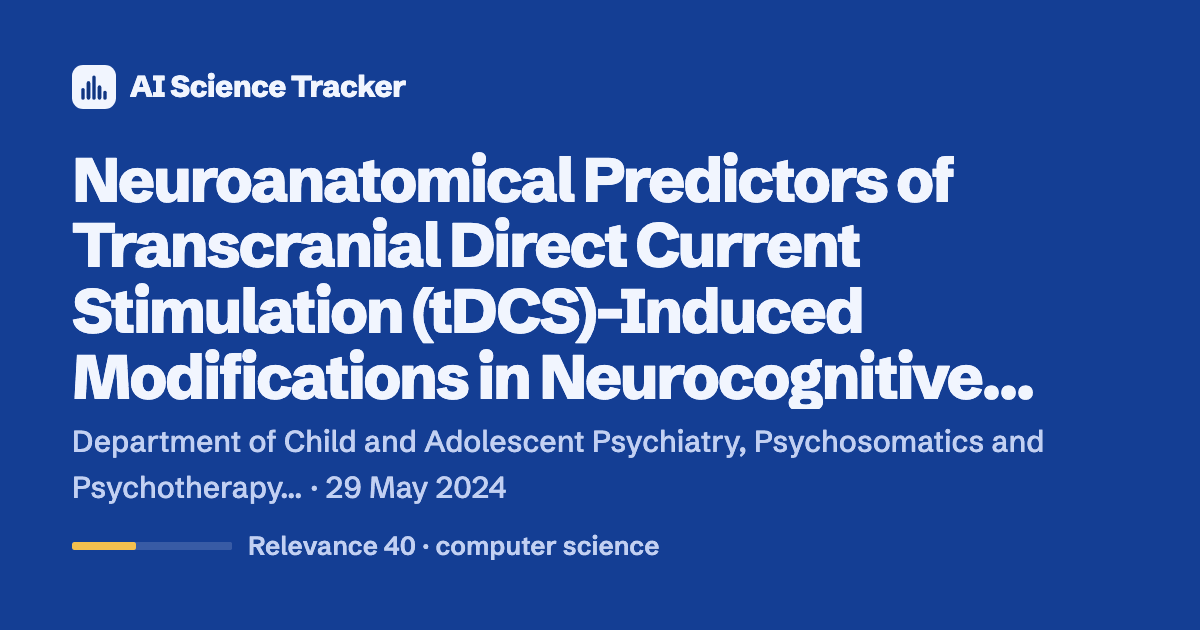 AI Science Tracker
Neuroanatomical Predictors of
Transcranial Direct Current
Stimulation (tDCS)-Induced
Modifications in Neurocognitive...
Department of Child and Adolescent Psychiatry, Psychosomatics and
Psychotherapy... · 29 May 2024
Relevance 40 · computer science